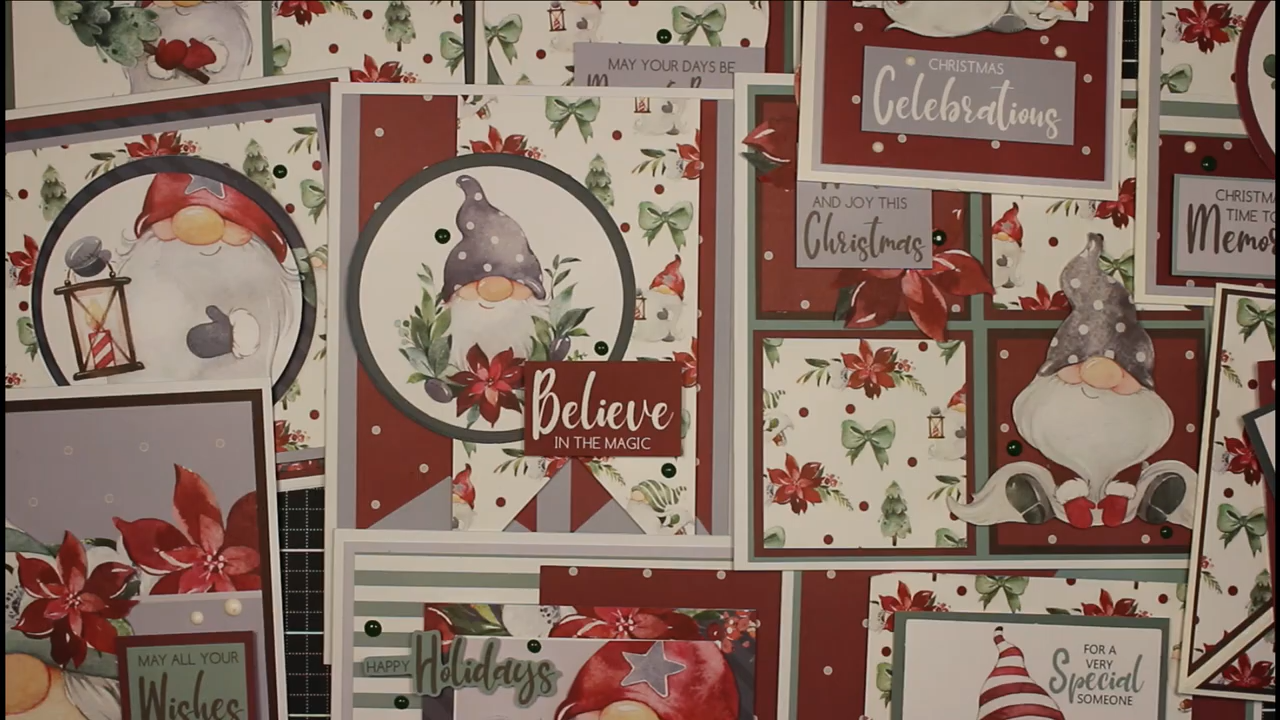 MAY YOUR DAYS BE
CHRISTMAS
Celebrations
AND JOY THIS
Christmas
TIME TO
Believe
IN THE MAGIC
MAY ALL YOUR
Wishes
HAPPY Holidays
FOR A
VERY
Special
SOMEONE